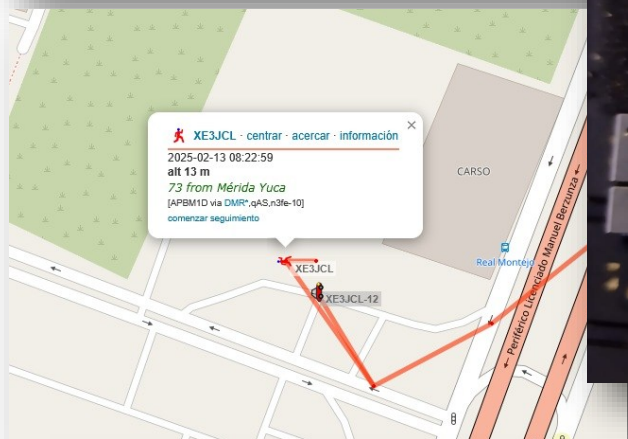 XE3JCL · centrar · acercar · información
2025-02-13 08:22:59
alt 13 m
73 from Mérida Yuca
[APBM1D via DMR*,qAS,n3fe-10]
comenzar seguimiento
CARSO
Real Montejo
XE3JCL
XE3JCL-12
← Periférico Licenciado Manuel Berzunza →